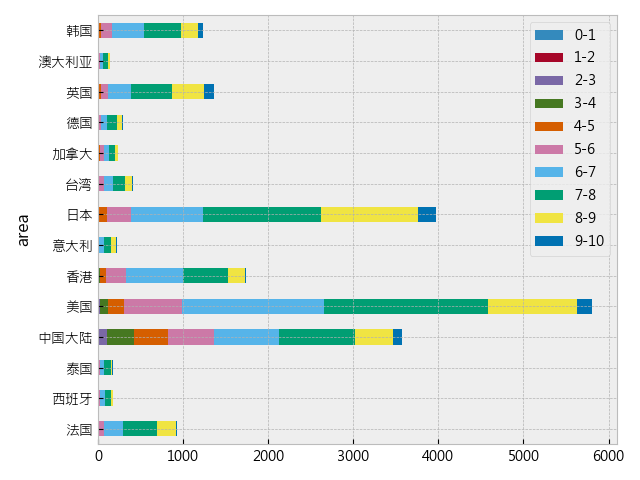 韩国
澳大利亚
英国
德国
加拿大
台湾
日本
意大利
香港
美国
中国大陆
泰国
西班牙
法国
area
0 1000 2000 3000 4000 5000 6000
0-1
1-2
2-3
3-4
4-5
5-6
6-7
7-8
8-9
9-10